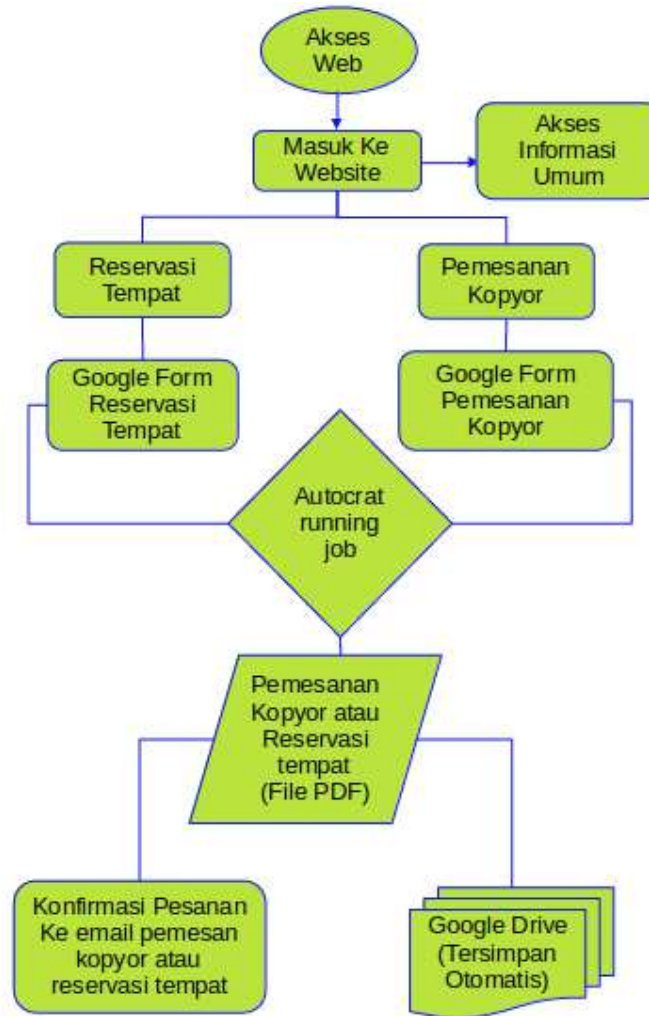 Akses
Web
Masuk Ke
Website
Akses
Informasi
Umum
Reservasi
Tempat
Pemesanan
Kopyor
Google Form
Reservasi
Tempat
Google Form
Pemesanan
Kopyor
Autocrat
running
job
Pemesanan
Kopyor atau
Reservasi
tempat
(File PDF)
Konfirmasi Pesanan
Ke email pemesan
kopyor atau
reservasi tempat
Google Drive
(Tersimpan
Otomatis)